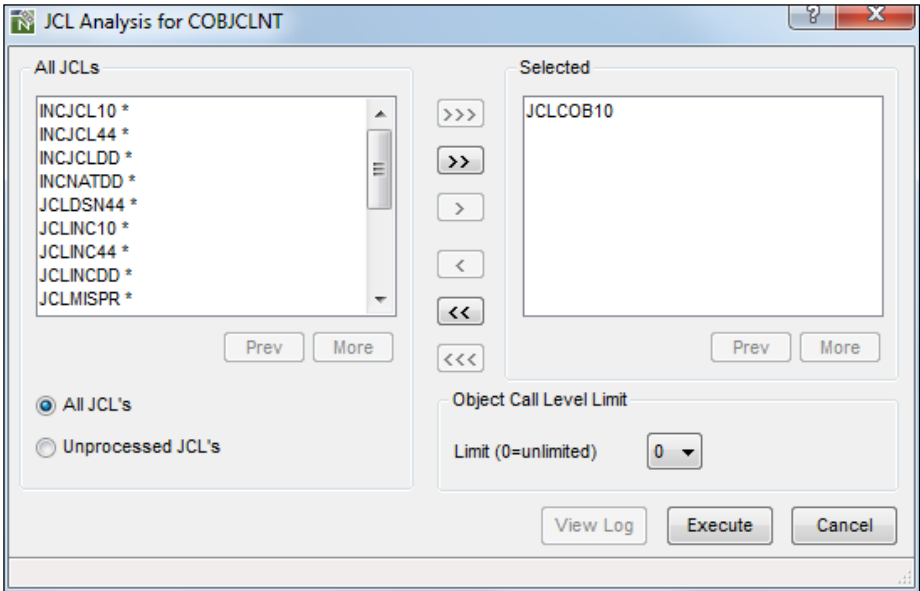 JCL Analysis for COBJCLNT
?
X
All JCLs
INCJCL10 *
INCJCL44 *
INCJCLDD *
INCNATDD *
JCLDSN44 *
JCLINC10 *
JCLINC44 *
JCLINCDD *
JCLMISPR *
Prev More
All JCL's
Unprocessed JCL's
>>>
>>
>
<
<<
<<<
Selected
JCLCOB10
Prev More
Object Call Level Limit
Limit (0=unlimited) 0
View Log Execute Cancel